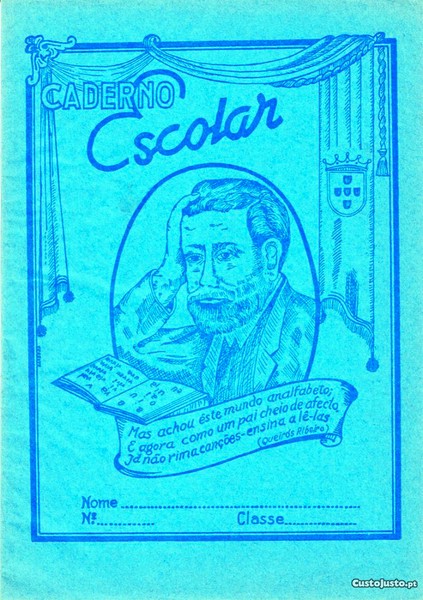 CADERNO
Escolar
Mas achou êste mundo analfabeto;
E agora como um pai cheio de afecto,
Já não rima canções-ensina a lê-las
(Queirós Ribeiro)
Nome
Nº. Classe
CustoJusto.pt